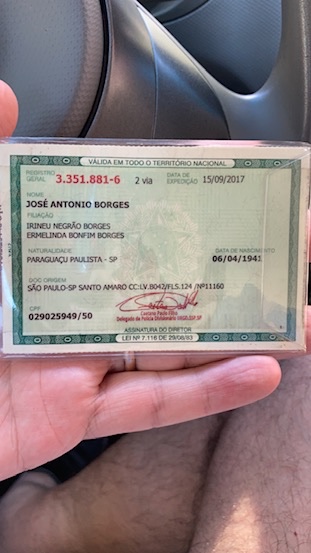 VÁLIDA EM TODO O TERRITÓRIO NACIONAL
REGISTRO GERAL 3.351.881-6 2 via DATA DE EXPEDIÇÃO 15/09/2017
NOME
JOSÉ ANTONIO BORGES
FILIAÇÃO
IRINEU NEGRÃO BORGES
ERMELINDA BONFIM BORGES
NATURALIDADE DATA DE NASCIMENTO
PARAGUAÇU PAULISTA - SP 06/04/1941
DOC ORIGEM
SÃO PAULO-SP SANTO AMARO CC:LV.B042/FLS.124 /Nº11160
CPF
029025949/50
Delegado de Polícia Divisionário IIRGD.SSP.SP
ASSINATURA DO DIRETOR
LEI Nº 7.116 DE 29/08/83